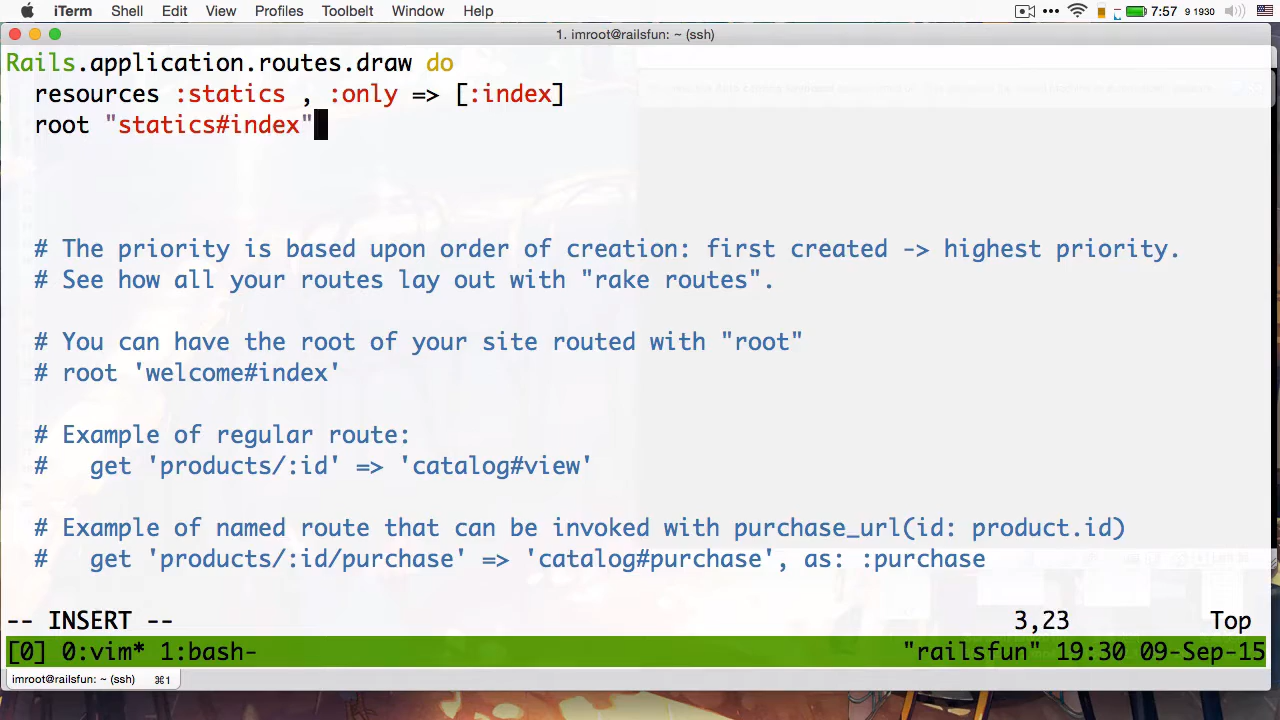 iTerm Shell Edit View Profiles Toolbelt Window Help 7:57 9 1930
1. imroot@railsfun: ~ (ssh)
Rails.application.routes.draw do
resources :statics , :only => [:index]
root "statics#index"
# The priority is based upon order of creation: first created -> highest priority.
# See how all your routes lay out with "rake routes".
# You can have the root of your site routed with "root"
# root 'welcome#index'
# Example of regular route:
#   get 'products/:id' => 'catalog#view'
# Example of named route that can be invoked with purchase_url(id: product.id)
#   get 'products/:id/purchase' => 'catalog#purchase', as: :purchase
-- INSERT -- 3,23 Top
[0] 0:vim* 1:bash- "railsfun" 19:30 09-Sep-15
imroot@railsfun: ~ (ssh) ⌘1